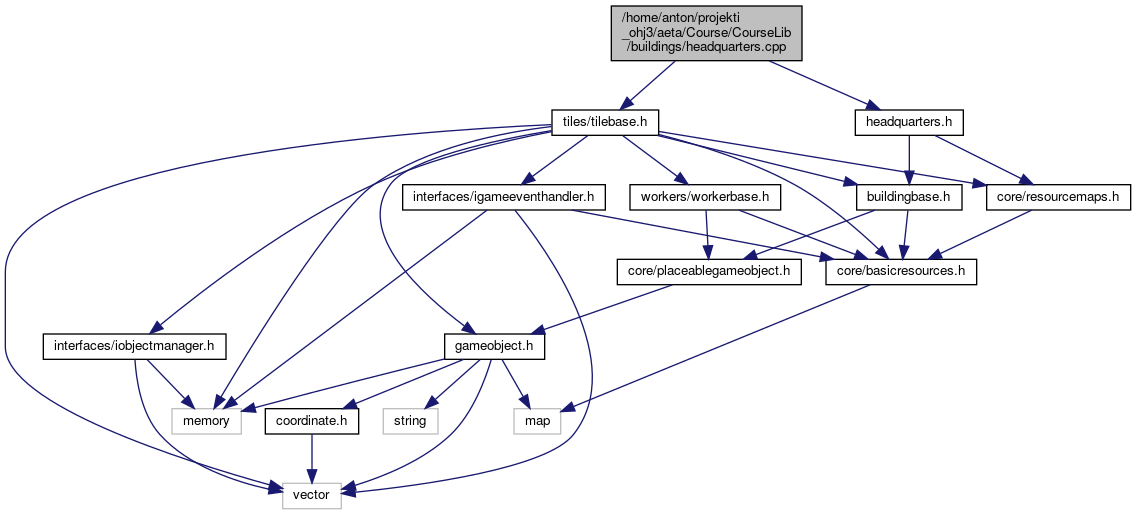 /home/anton/projekti
_ohj3/aeta/Course/CourseLib
/buildings/headquarters.cpp
tiles/tilebase.h
headquarters.h
interfaces/igameeventhandler.h
workers/workerbase.h
buildingbase.h
core/resourcemaps.h
core/placeablegameobject.h
core/basicresources.h
interfaces/iobjectmanager.h
gameobject.h
memory
coordinate.h
string
map
vector